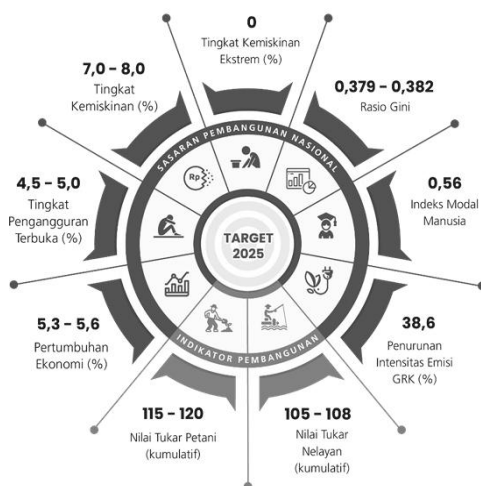 0
Tingkat Kemiskinan
Ekstrem (%)
0,379 – 0,382
Rasio Gini
0,56
Indeks Modal
Manusia
38,6
Penurunan
Intensitas Emisi
GRK (%)
105 – 108
Nilai Tukar
Nelayan
(kumulatif)
115 – 120
Nilai Tukar Petani
(kumulatif)
5,3 – 5,6
Pertumbuhan
Ekonomi (%)
4,5 – 5,0
Tingkat
Pengangguran
Terbuka (%)
7,0 – 8,0
Tingkat
Kemiskinan (%)
SASARAN PEMBANGUNAN NASIONAL
Rp
TARGET
2025
INDIKATOR PEMBANGUNAN